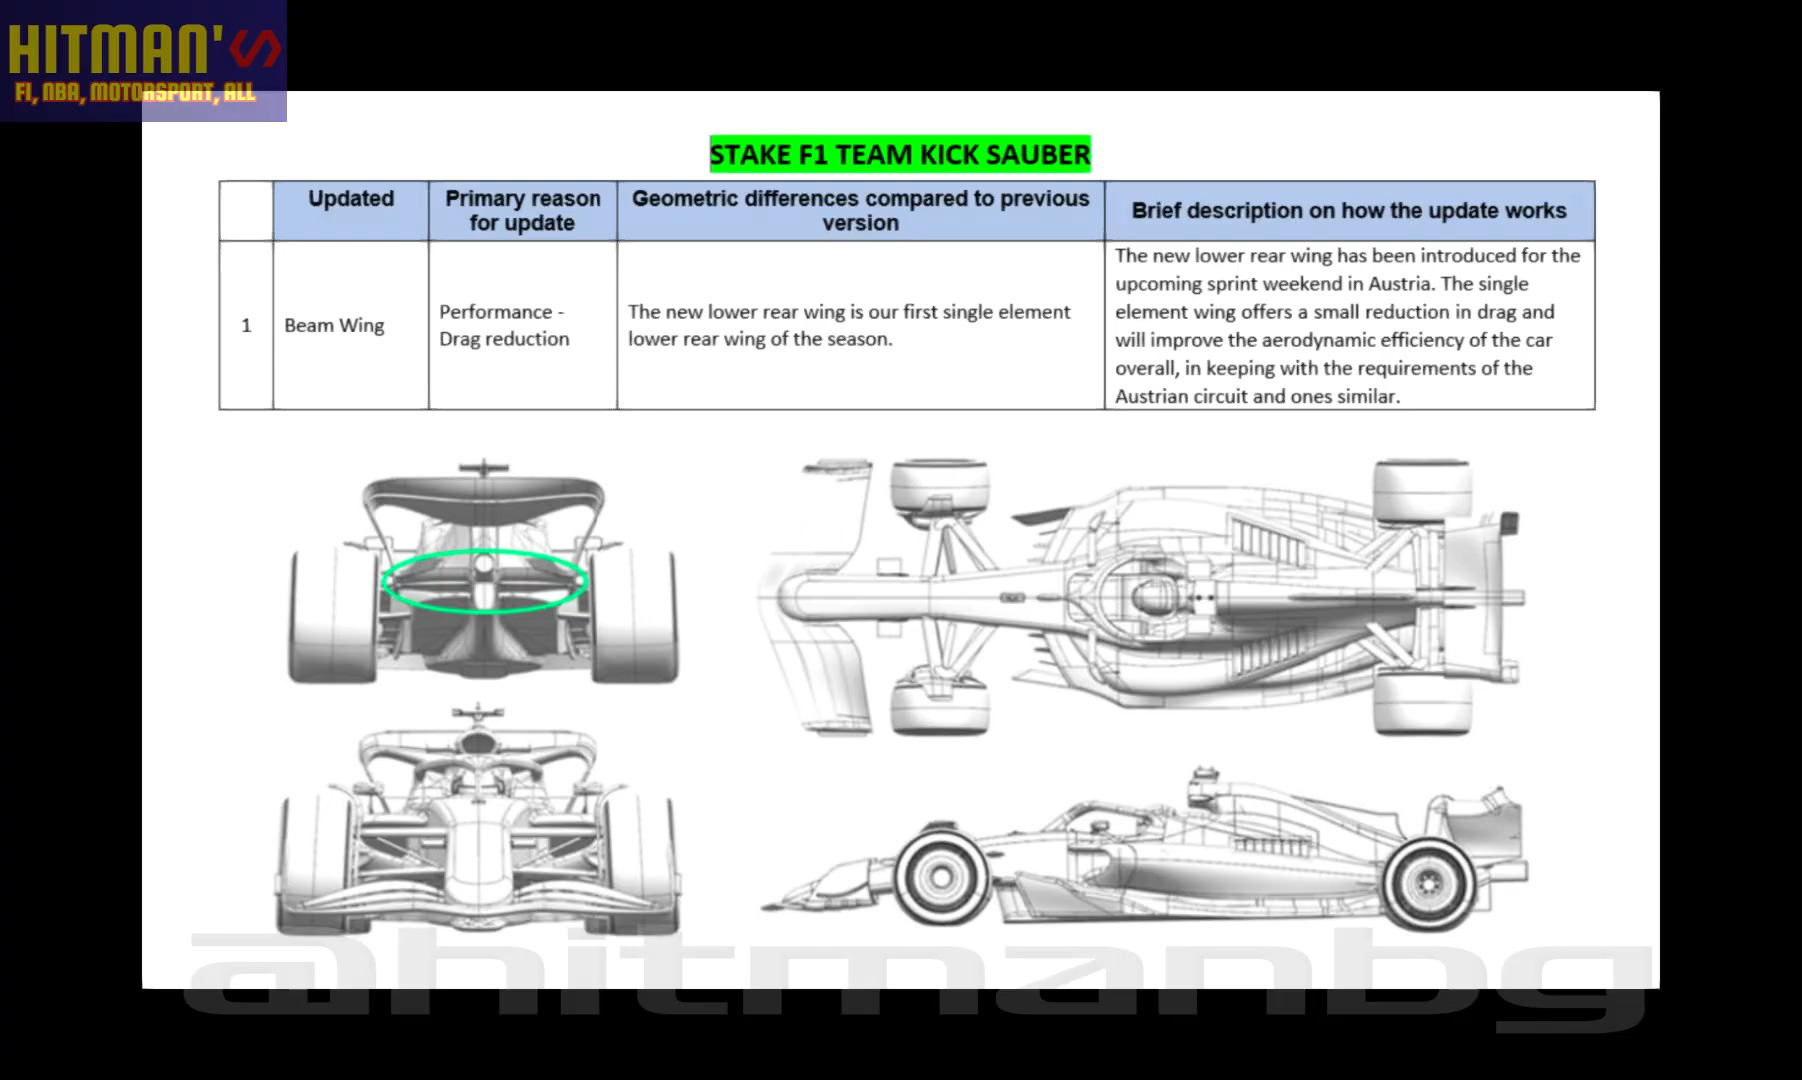 HITMAN'S
F1, NBA, MOTORSPORT, ALL
STAKE F1 TEAM KICK SAUBER
Updated
Primary reason
for update
Geometric differences compared to previous
version
Brief description on how the update works
1
Beam Wing
Performance -
Drag reduction
The new lower rear wing is our first single element
lower rear wing of the season.
The new lower rear wing has been introduced for the
upcoming sprint weekend in Austria. The single
element wing offers a small reduction in drag and
will improve the aerodynamic efficiency of the car
overall, in keeping with the requirements of the
Austrian circuit and ones similar.
@hitmanbg